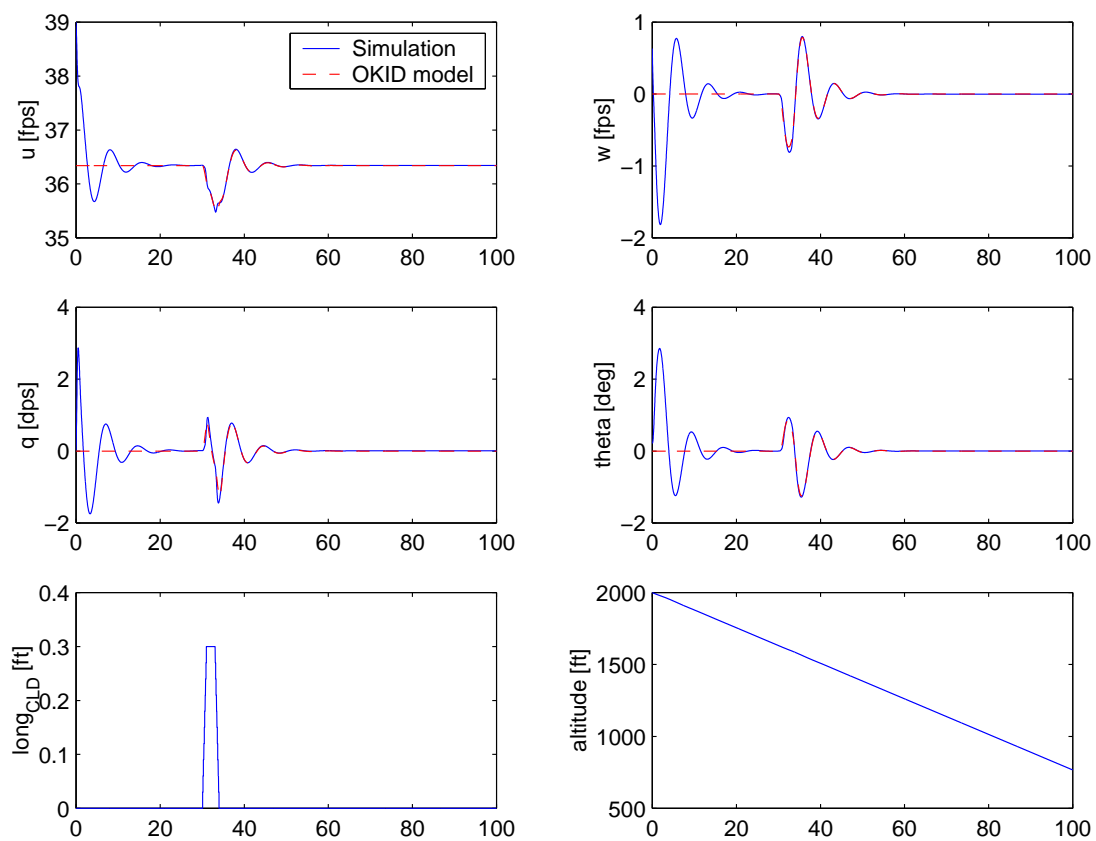 39
38
37
36
35
u [fps]
Simulation
OKID model
0 20 40 60 80 100
1
0
−1
−2
w [fps]
0 20 40 60 80 100
4
2
0
−2
q [dps]
0 20 40 60 80 100
4
2
0
−2
theta [deg]
0 20 40 60 80 100
0.4
0.3
0.2
0.1
0
long_CLD [ft]
0 20 40 60 80 100
2000
1500
1000
500
altitude [ft]
0 20 40 60 80 100